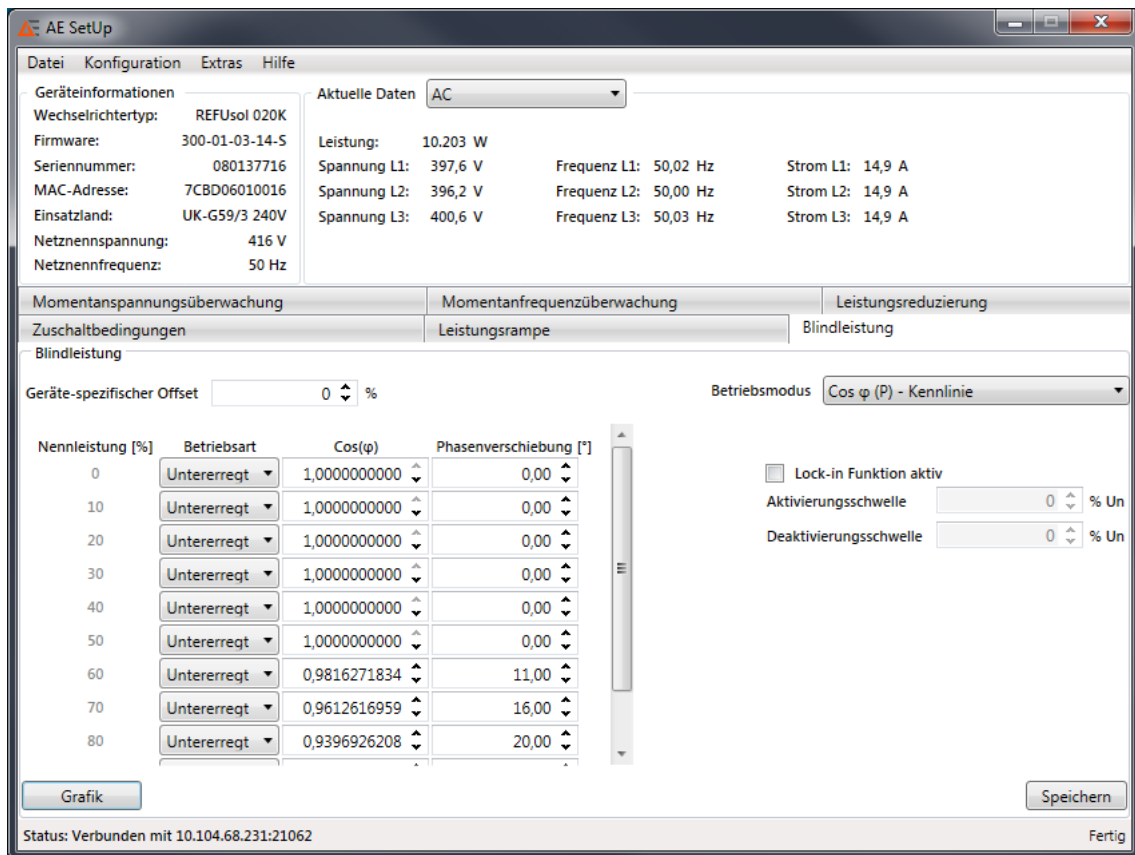 AE SetUp
Datei Konfiguration Extras Hilfe
Geräteinformationen
Wechselrichtertyp: REFUsol 020K
Firmware: 300-01-03-14-S
Seriennummer: 080137716
MAC-Adresse: 7CBD06010016
Einsatzland: UK-G59/3 240V
Netznennspannung: 416 V
Netznennfrequenz: 50 Hz
Aktuelle Daten AC
Leistung: 10.203 W
Spannung L1: 397,6 V Frequenz L1: 50,02 Hz Strom L1: 14,9 A
Spannung L2: 396,2 V Frequenz L2: 50,00 Hz Strom L2: 14,9 A
Spannung L3: 400,6 V Frequenz L3: 50,03 Hz Strom L3: 14,9 A
Momentanspannungsüberwachung Momentanfrequenzüberwachung Leistungsreduzierung
Zuschaltbedingungen Leistungsrampe Blindleistung
Blindleistung
Geräte-spezifischer Offset 0 % Betriebsmodus Cos φ (P) - Kennlinie
Nennleistung [%] Betriebsart Cos(φ) Phasenverschiebung [°]
0 Untererregt 1,0000000000 0,00
10 Untererregt 1,0000000000 0,00
20 Untererregt 1,0000000000 0,00
30 Untererregt 1,0000000000 0,00
40 Untererregt 1,0000000000 0,00
50 Untererregt 1,0000000000 0,00
60 Untererregt 0,9816271834 11,00
70 Untererregt 0,9612616959 16,00
80 Untererregt 0,9396926208 20,00
Lock-in Funktion aktiv
Aktivierungsschwelle 0 % Un
Deaktivierungsschwelle 0 % Un
Grafik Speichern
Status: Verbunden mit 10.104.68.231:21062 Fertig